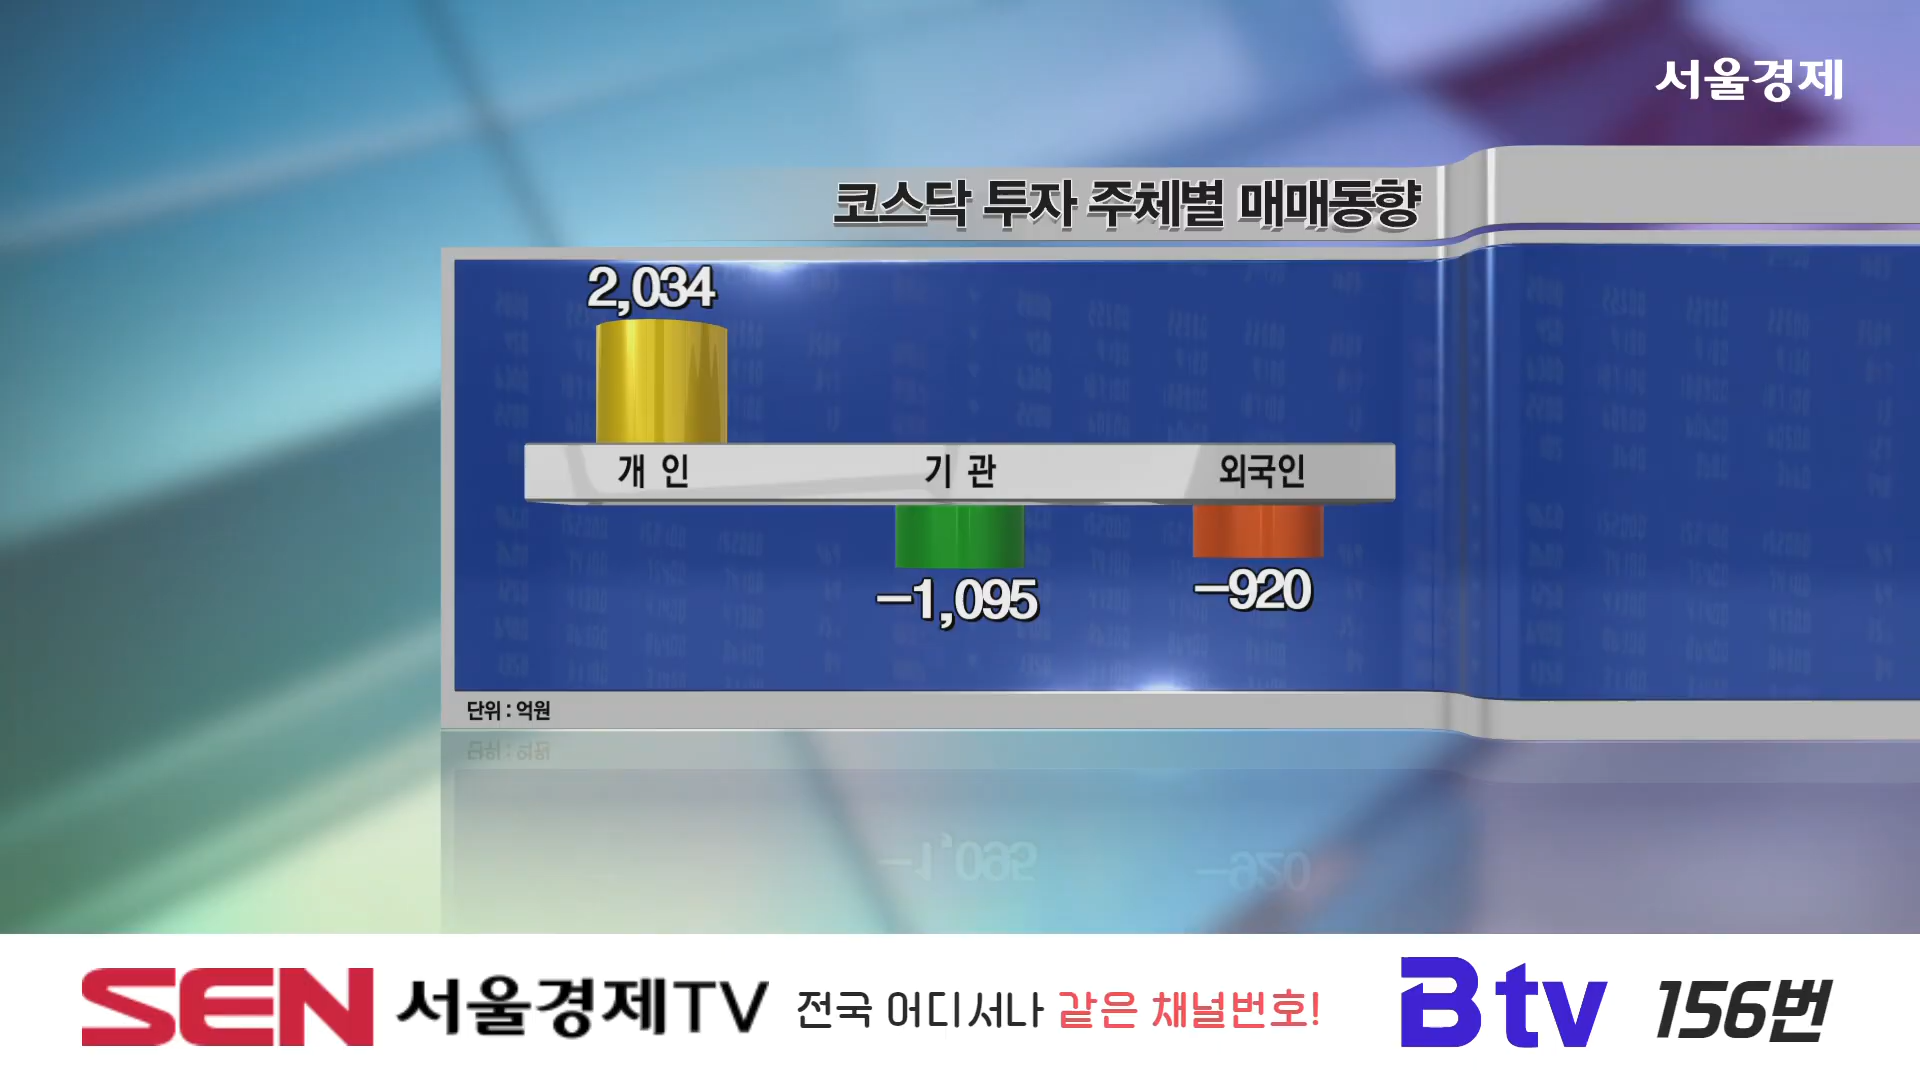 서울경제
코스닥 투자 주체별 매매동향
2,034
개 인
기 관
외국인
-1,095
-920
단위 : 억원
SEN 서울경제TV 전국 어디서나 같은 채널번호! B tv 156번